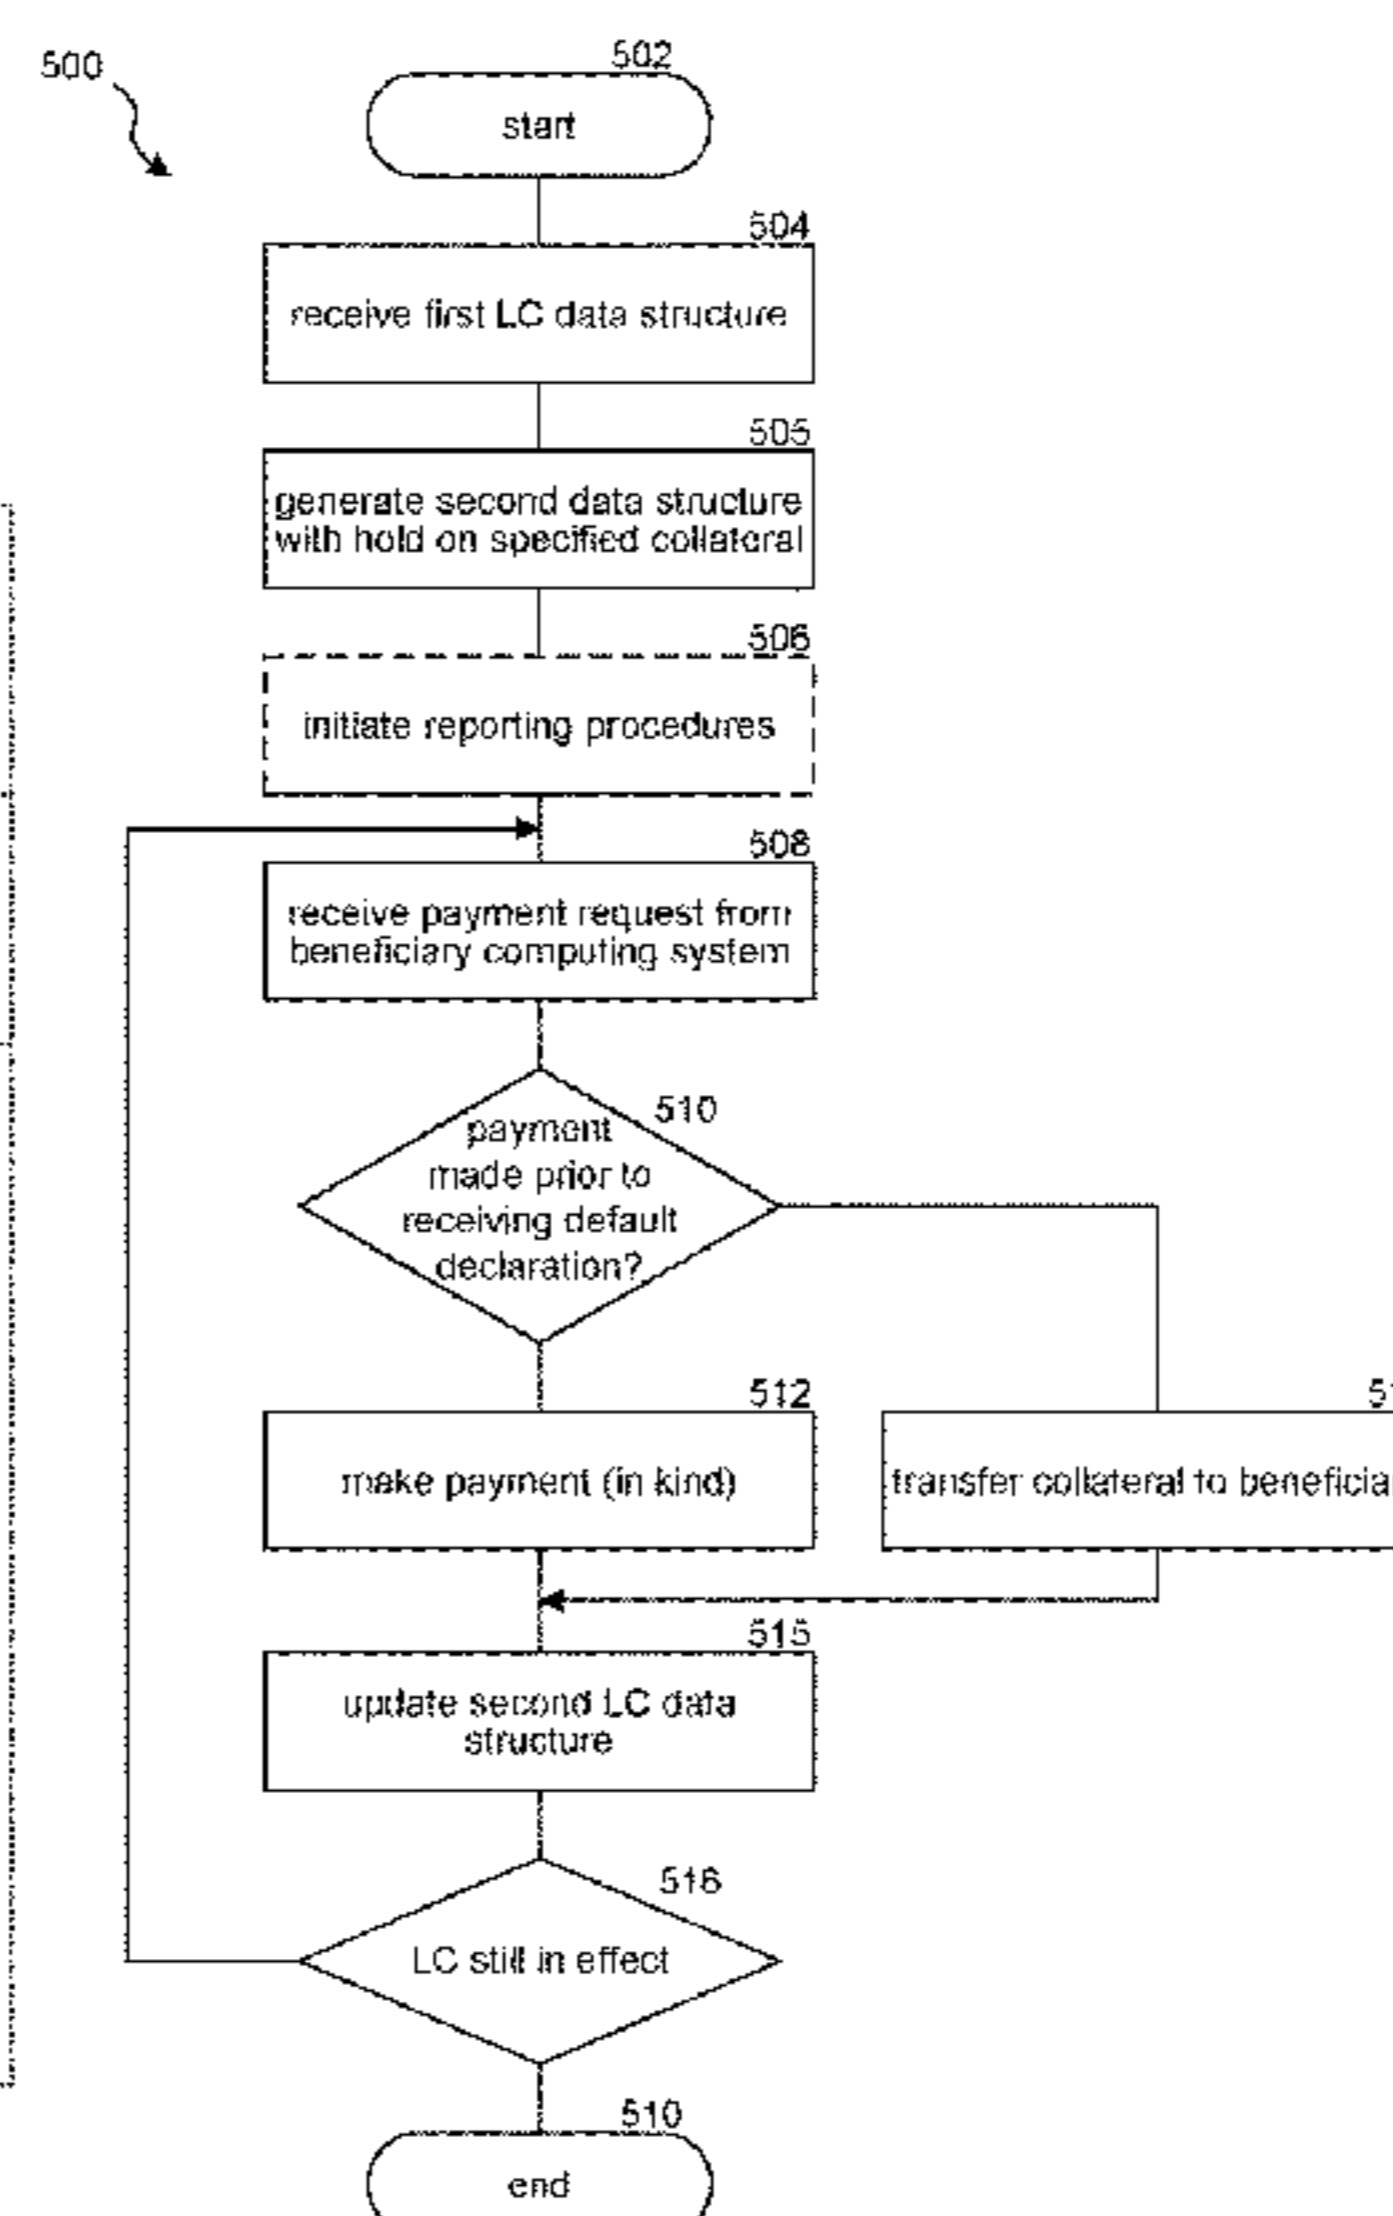 500
502
start
504
receive first LC data structure
505
generate second data structure
with hold on specified collateral
506
initiate reporting procedures
508
receive payment request from
beneficiary computing system
510
payment
made prior to
receiving default
declaration?
512
make payment (in kind)
transfer collateral to
515
update second LC data
structure
516
LC still in effect
510
end